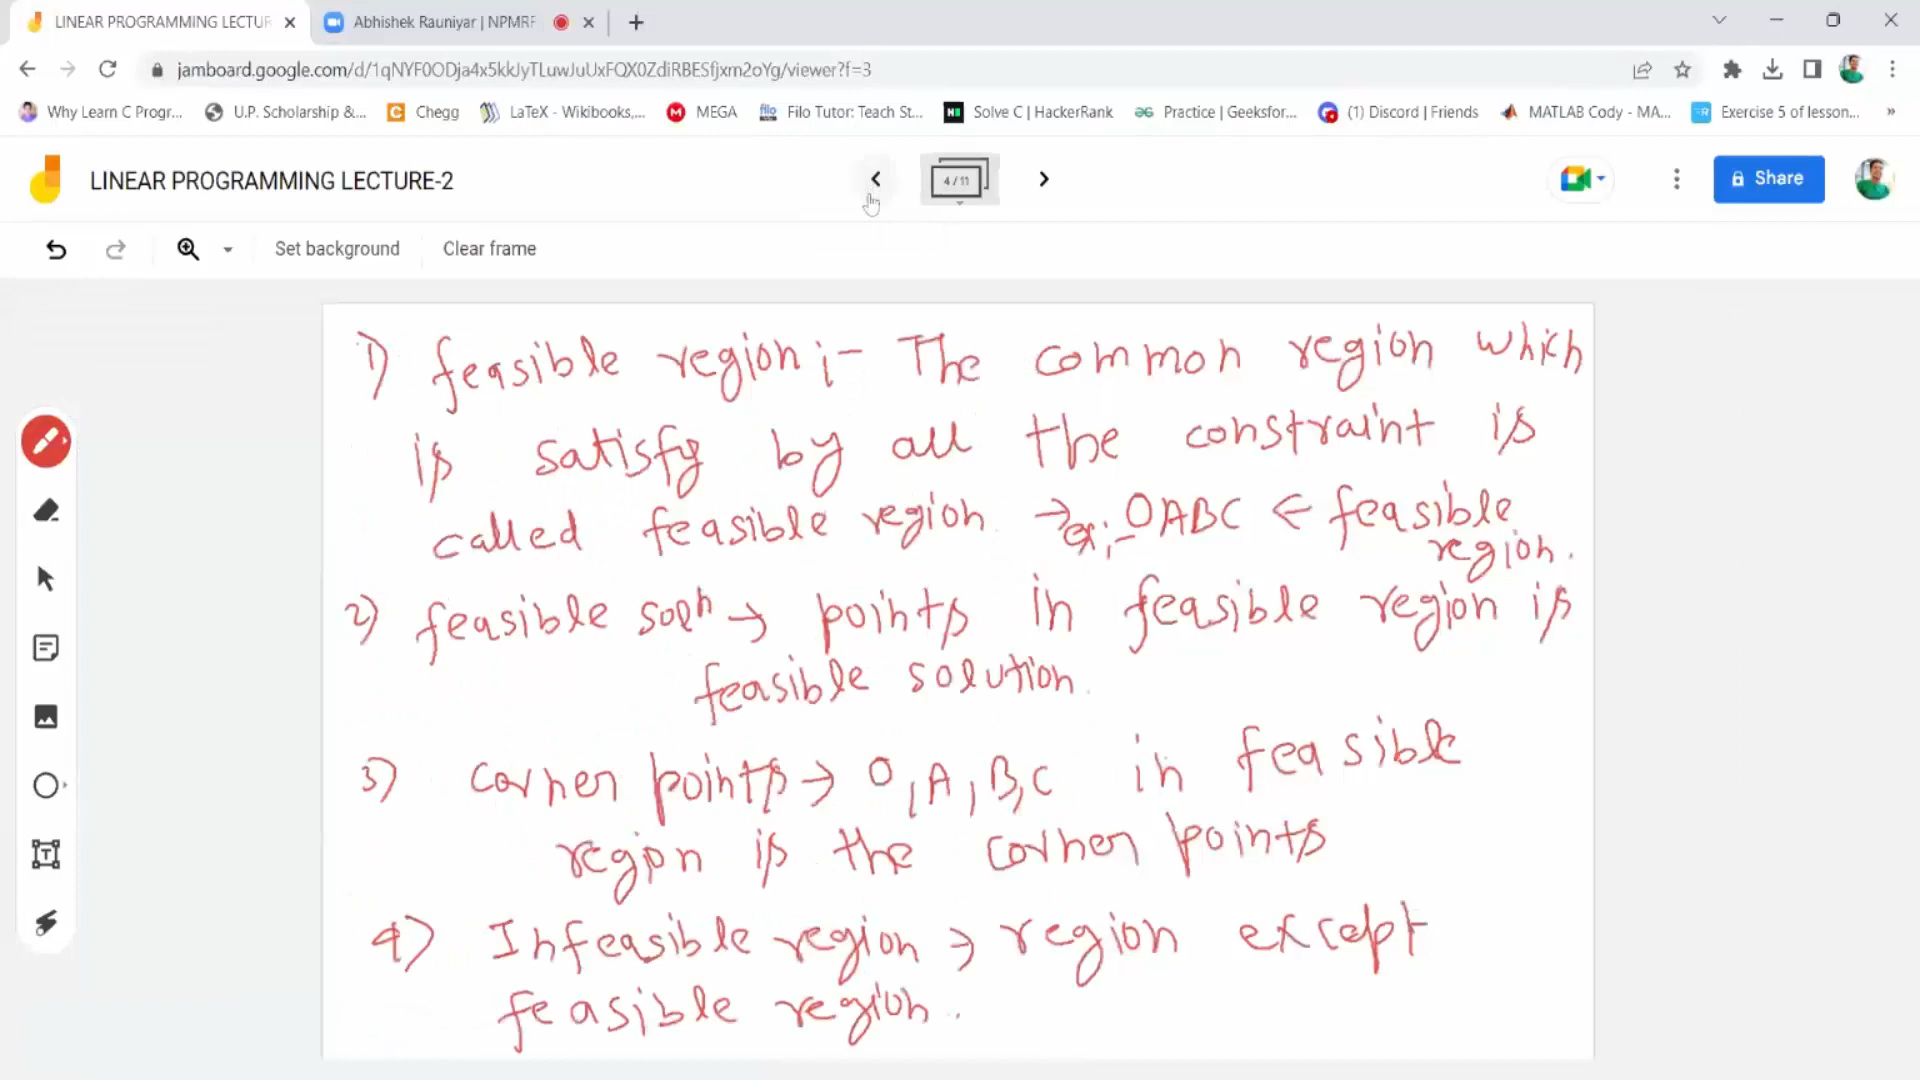 LINEAR PROGRAMMING LECTUR
Abhishek Rauniyar | NPMRF
jamboard.google.com/d/1qNYF0ODja4x5kkJyTLuwJuUxFQX0ZdiRBESfjxm2oYg/viewer?f=3
Why Learn C Progr... U.P. Scholarship &... Chegg LaTeX - Wikibooks,... MEGA Filo Tutor: Teach St... Solve C | HackerRank Practice | Geeksfor... (1) Discord | Friends MATLAB Cody - MA... Exercise 5 of lesson... »
LINEAR PROGRAMMING LECTURE-2
4 / 11
Share
Set background Clear frame
1) feasible region :- The common region which
is satisfy by all the constraint is
called feasible region → ex:- OABC ← feasible
region.
2) feasible solⁿ → points in feasible region is
feasible solution.
3) corner points → O, A, B, C in feasible
region is the corner points
4) Infeasible region → region except
feasible region.